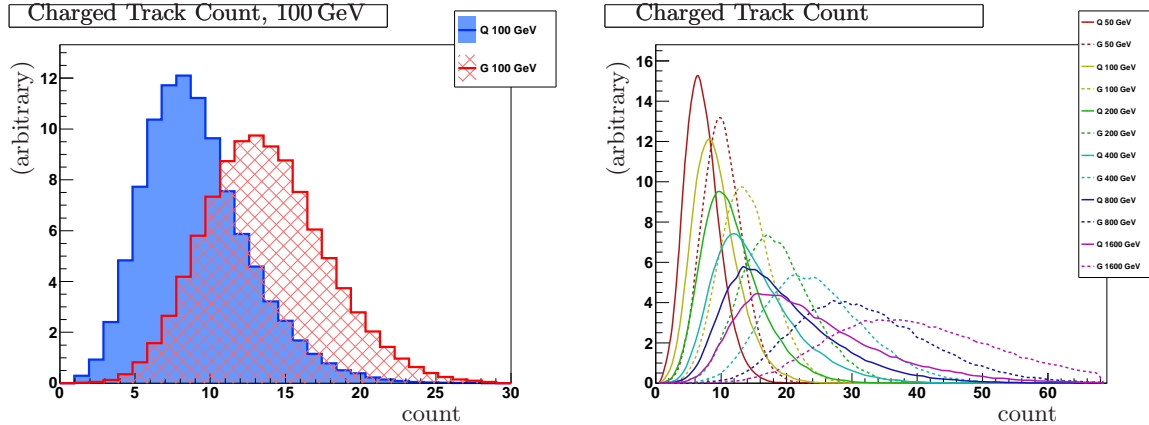 Charged Track Count, 100 GeV
Q 100 GeV
G 100 GeV
(arbitrary)
12
10
8
6
4
2
0
0 5 10 15 20 25 30
count
Charged Track Count
Q 50 GeV
G 50 GeV
Q 100 GeV
G 100 GeV
Q 200 GeV
G 200 GeV
Q 400 GeV
G 400 GeV
Q 800 GeV
G 800 GeV
Q 1600 GeV
G 1600 GeV
(arbitrary)
16
14
12
10
8
6
4
2
0
0 10 20 30 40 50 60
count